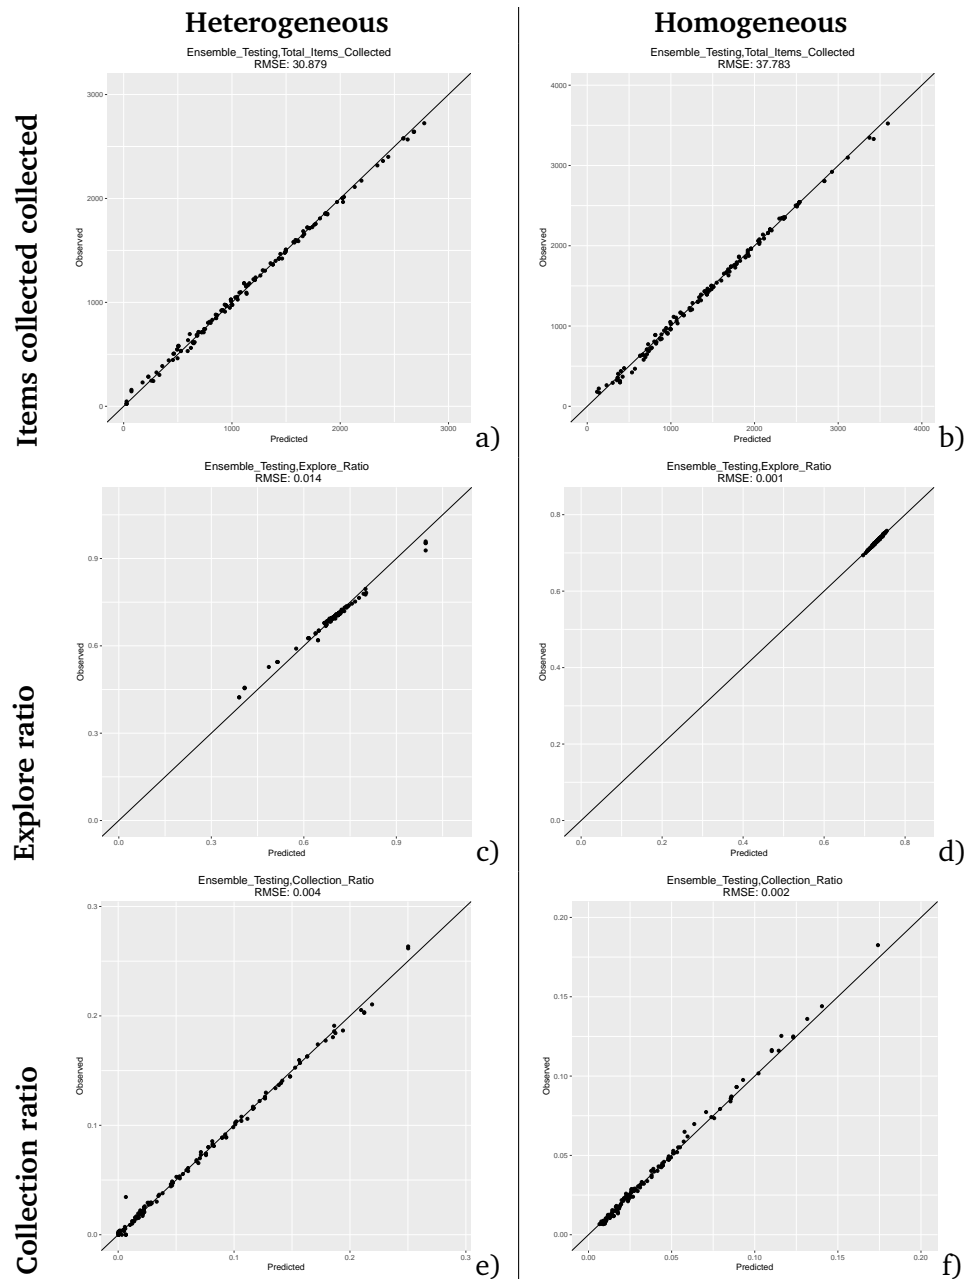 Heterogeneous
Homogeneous
Items collected collected
Ensemble_Testing,Total_Items_Collected
RMSE: 30.879
3000
2000
1000
0
Observed
0 1000 2000 3000
Predicted
a)
Ensemble_Testing,Total_Items_Collected
RMSE: 37.783
4000
3000
2000
1000
0
Observed
0 1000 2000 3000 4000
Predicted
b)
Explore ratio
Ensemble_Testing,Explore_Ratio
RMSE: 0.014
0.9
0.6
0.3
0.0
Observed
0.0 0.3 0.6 0.9
Predicted
c)
Ensemble_Testing,Explore_Ratio
RMSE: 0.001
0.8
0.6
0.4
0.2
0.0
Observed
0.0 0.2 0.4 0.6 0.8
Predicted
d)
Collection ratio
Ensemble_Testing,Collection_Ratio
RMSE: 0.004
0.3
0.2
0.1
0.0
Observed
0.0 0.1 0.2 0.3
Predicted
e)
Ensemble_Testing,Collection_Ratio
RMSE: 0.002
0.20
0.15
0.10
0.05
0.00
Observed
0.00 0.05 0.10 0.15 0.20
Predicted
f)